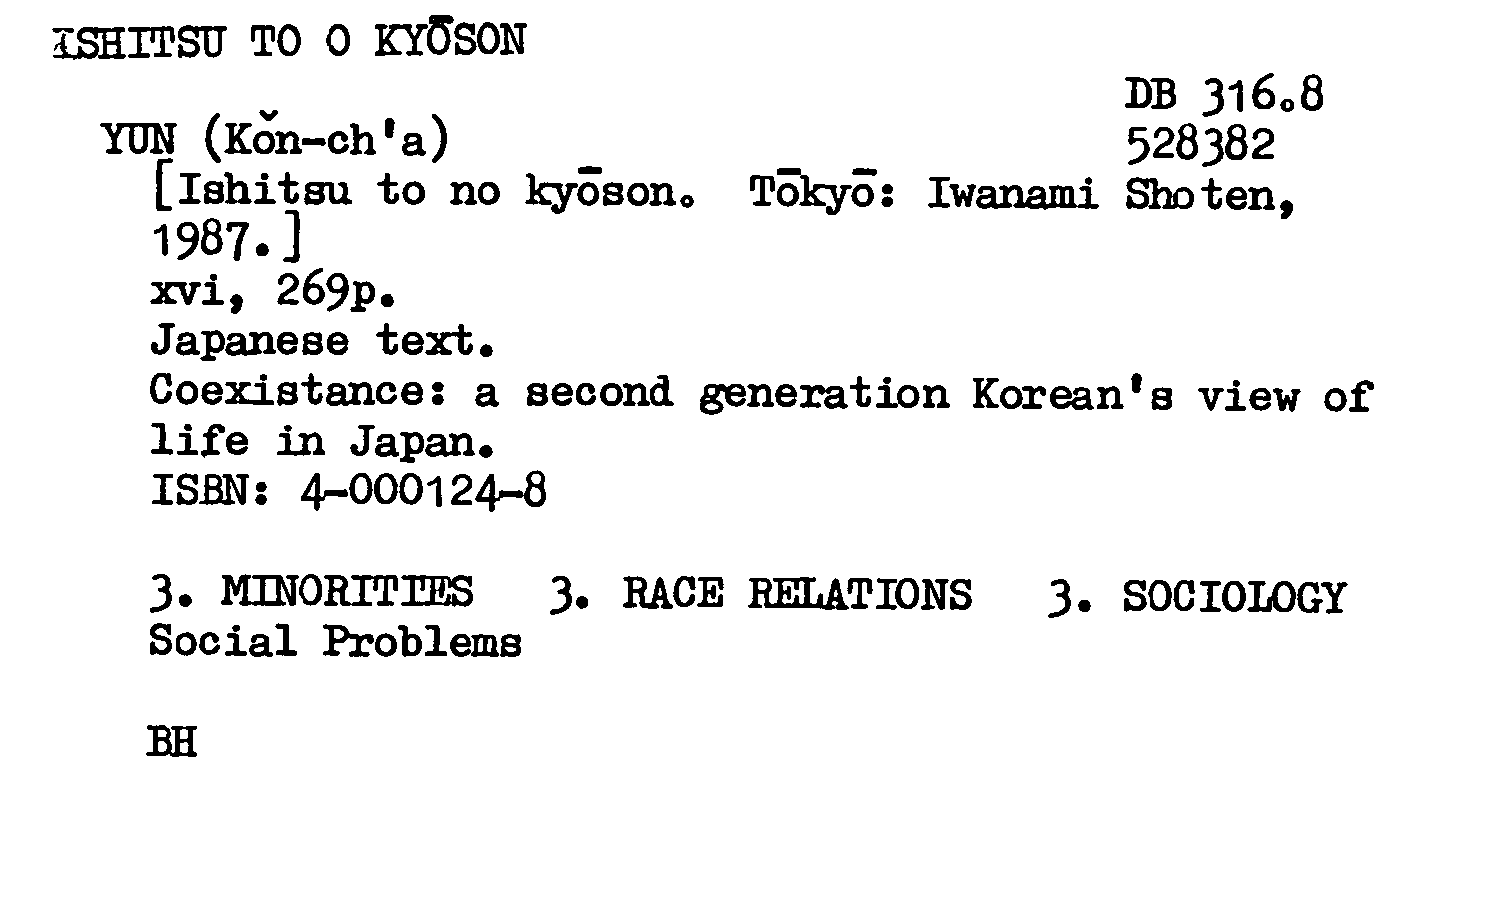 ISHITSU TO O KYŌSON
DB 316.8
YUN (Kŏn-ch'a)
528382
[Ishitsu to no kyōson. Tōkyō: Iwanami Shoten,
1987.]
xvi, 269p.
Japanese text.
Coexistance: a second generation Korean's view of
life in Japan.
ISBN: 4-000124-8
3. MINORITIES 3. RACE RELATIONS 3. SOCIOLOGY
Social Problems
BH